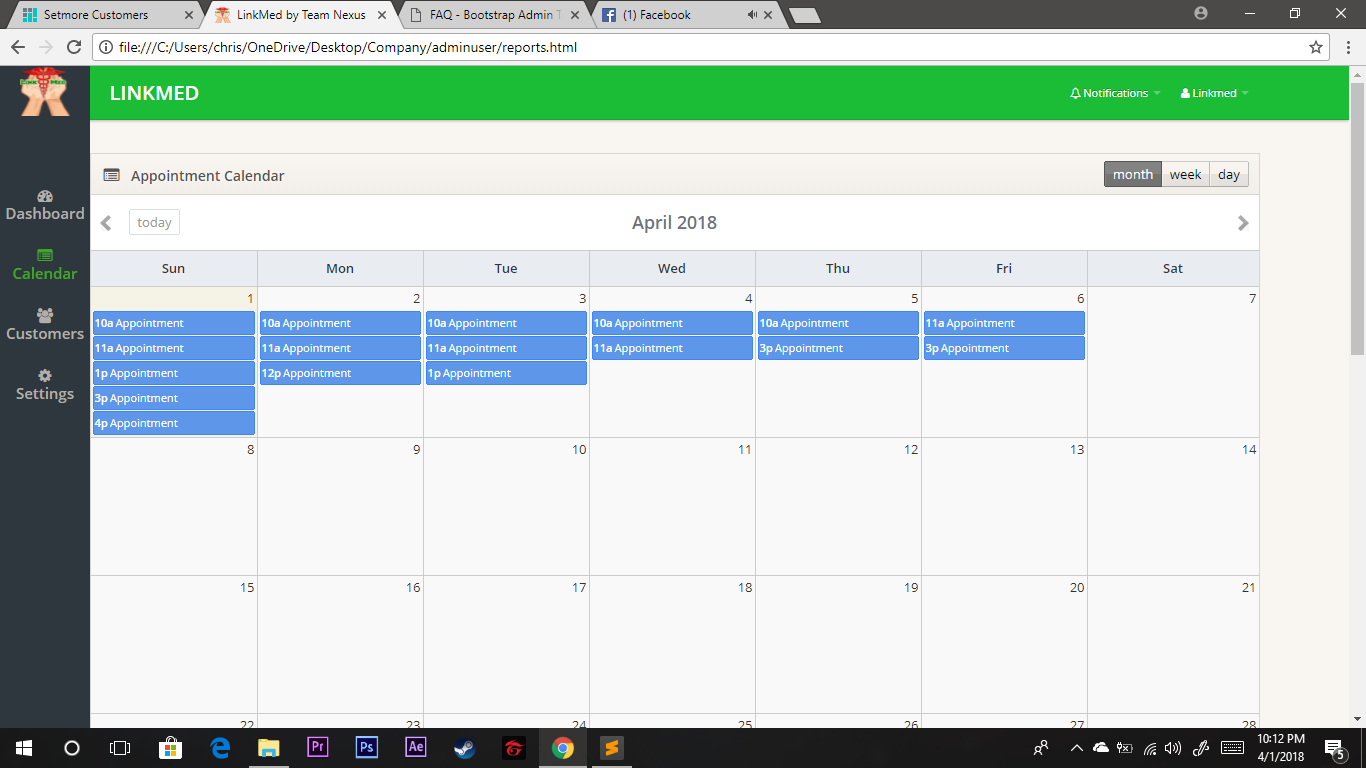 Setmore Customers
LinkMed by Team Nexus
FAQ - Bootstrap Admin T
(1) Facebook
file:///C:/Users/chris/OneDrive/Desktop/Company/adminuser/reports.html
LINKMED
Notifications
Linkmed
Dashboard
Calendar
Customers
Settings
Appointment Calendar
month week day
today
April 2018
Sun Mon Tue Wed Thu Fri Sat
1 2 3 4 5 6 7
10a Appointment 10a Appointment 10a Appointment 10a Appointment 10a Appointment 11a Appointment
11a Appointment 11a Appointment 11a Appointment 11a Appointment 3p Appointment 3p Appointment
1p Appointment 12p Appointment 1p Appointment
3p Appointment
4p Appointment
8 9 10 11 12 13 14
15 16 17 18 19 20 21
22 23 24 25 26 27 28
Pr
Ps
Ae
10:12 PM
4/1/2018
5